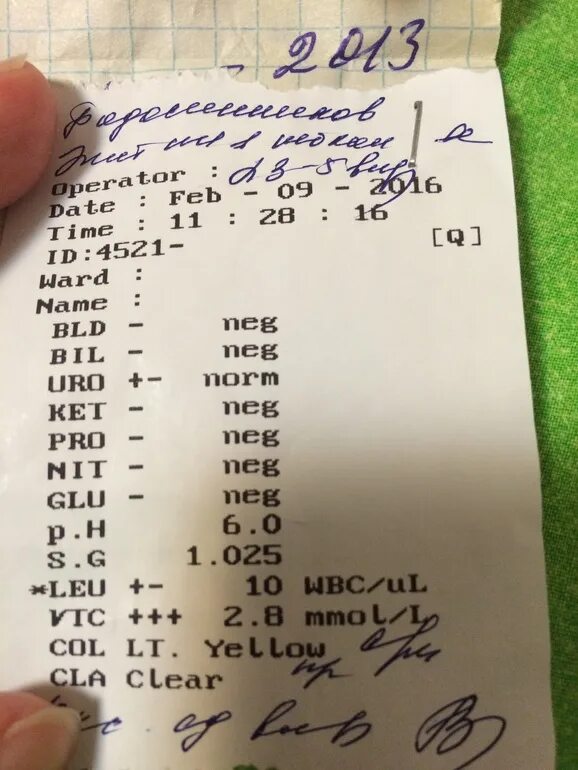 2013
Operator :
Date : Feb - 09 - 2016
Time : 11 : 28 : 16
ID:4521- [Q]
Ward :
Name :
BLD - neg
BIL - neg
URO +- norm
KET - neg
PRO - neg
NIT - neg
GLU - neg
p.H 6.0
S.G 1.025
*LEU +- 10 WBC/uL
VTC +++ 2.8 mmol/L
COL LT. Yellow
CLA Clear